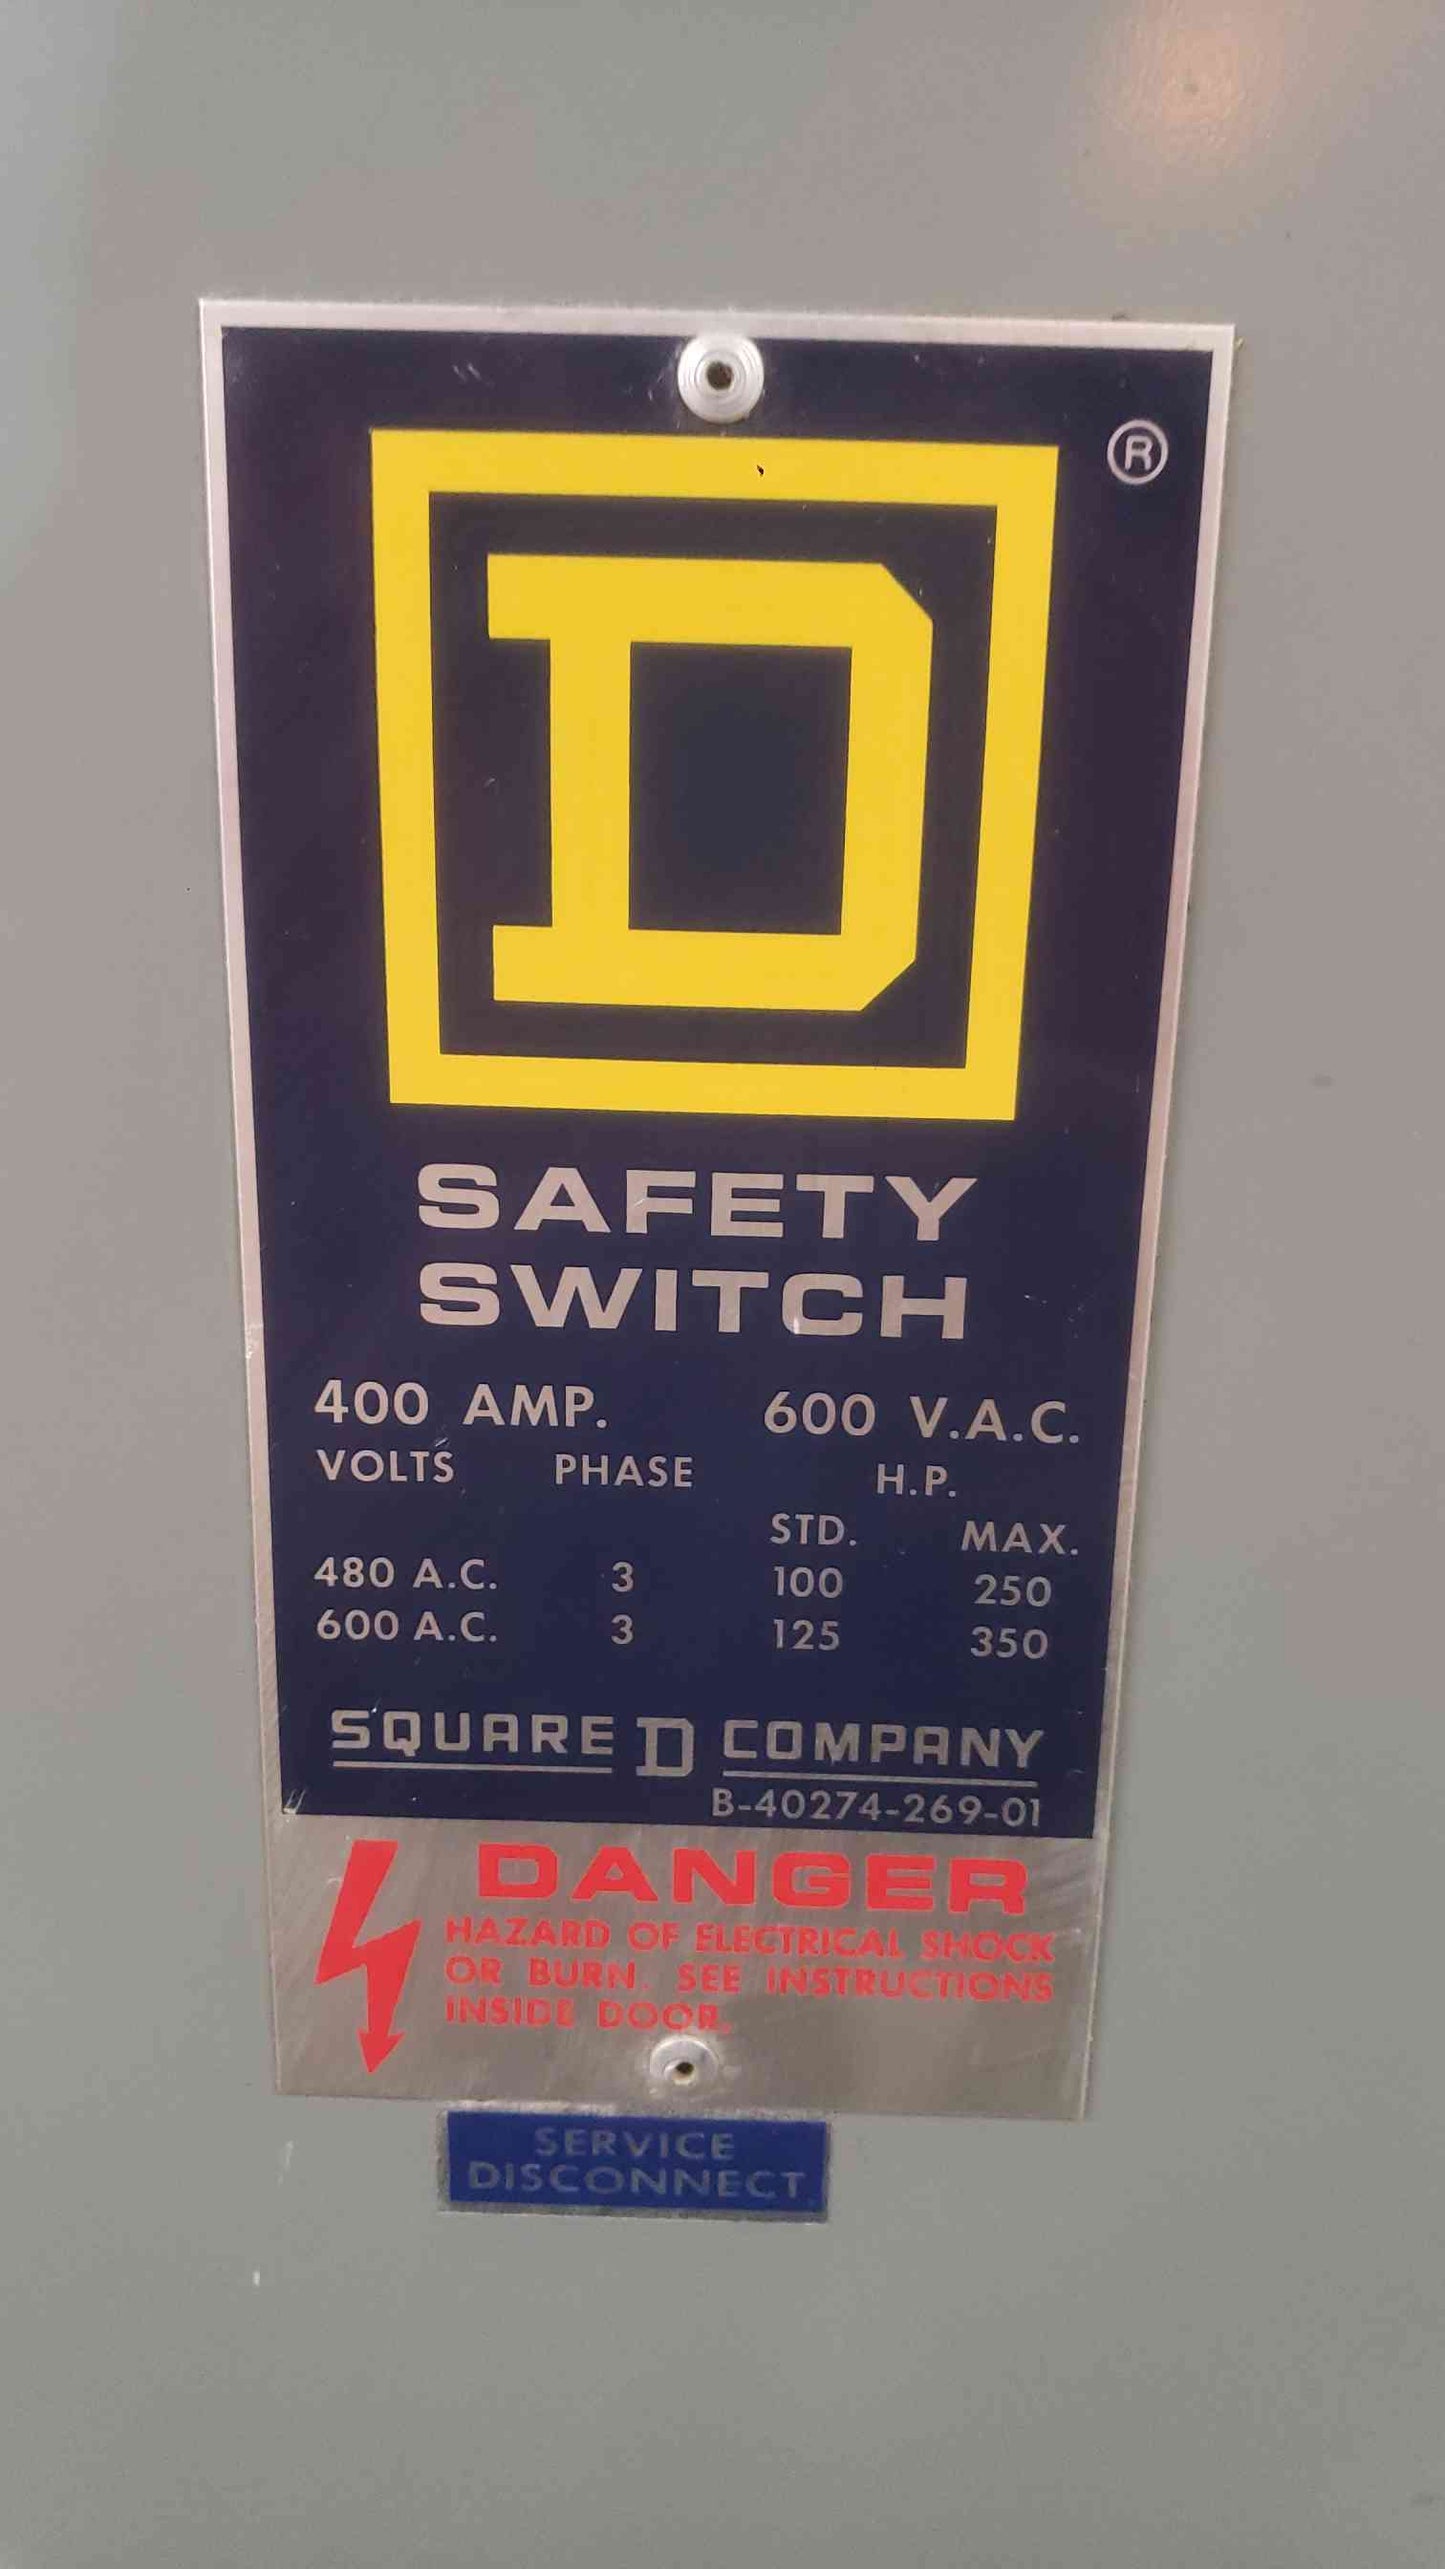 ®
D
SAFETY
SWITCH
400 AMP. 600 V.A.C.
VOLTS PHASE H.P.
STD. MAX.
480 A.C. 3 100 250
600 A.C. 3 125 350
SQUARE D COMPANY
B-40274-269-01
DANGER
HAZARD OF ELECTRICAL SHOCK
OR BURN. SEE INSTRUCTIONS
INSIDE DOOR.
SERVICE
DISCONNECT